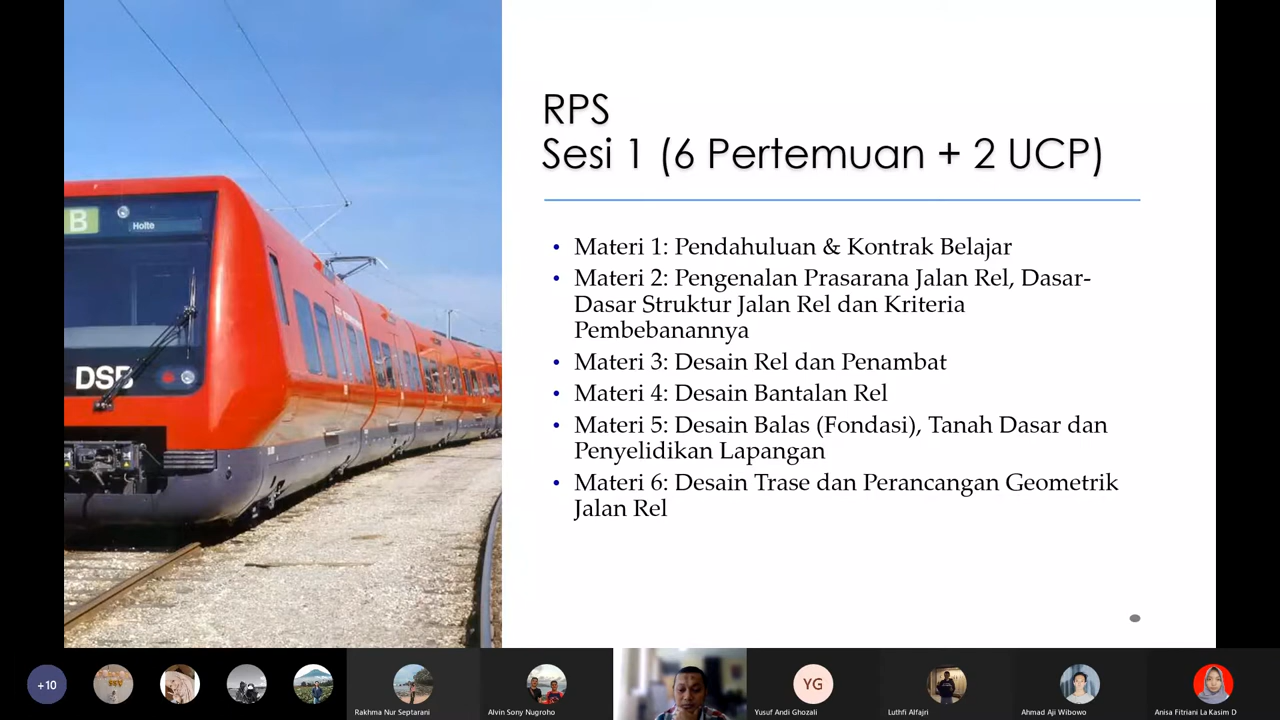 RPS
Sesi 1 (6 Pertemuan + 2 UCP)
• Materi 1: Pendahuluan & Kontrak Belajar
• Materi 2: Pengenalan Prasarana Jalan Rel, Dasar-
Dasar Struktur Jalan Rel dan Kriteria
Pembebanannya
• Materi 3: Desain Rel dan Penambat
• Materi 4: Desain Bantalan Rel
• Materi 5: Desain Balas (Fondasi), Tanah Dasar dan
Penyelidikan Lapangan
• Materi 6: Desain Trase dan Perancangan Geometrik
Jalan Rel
B
Holte
DSB
+10
Rakhma Nur Septarani
Alvin Sony Nugroho
YG
Yusuf Andi Ghozali
Luthfi Alfajri
Ahmad Aji Wibowo
Anisa Fitriani La Kasim D